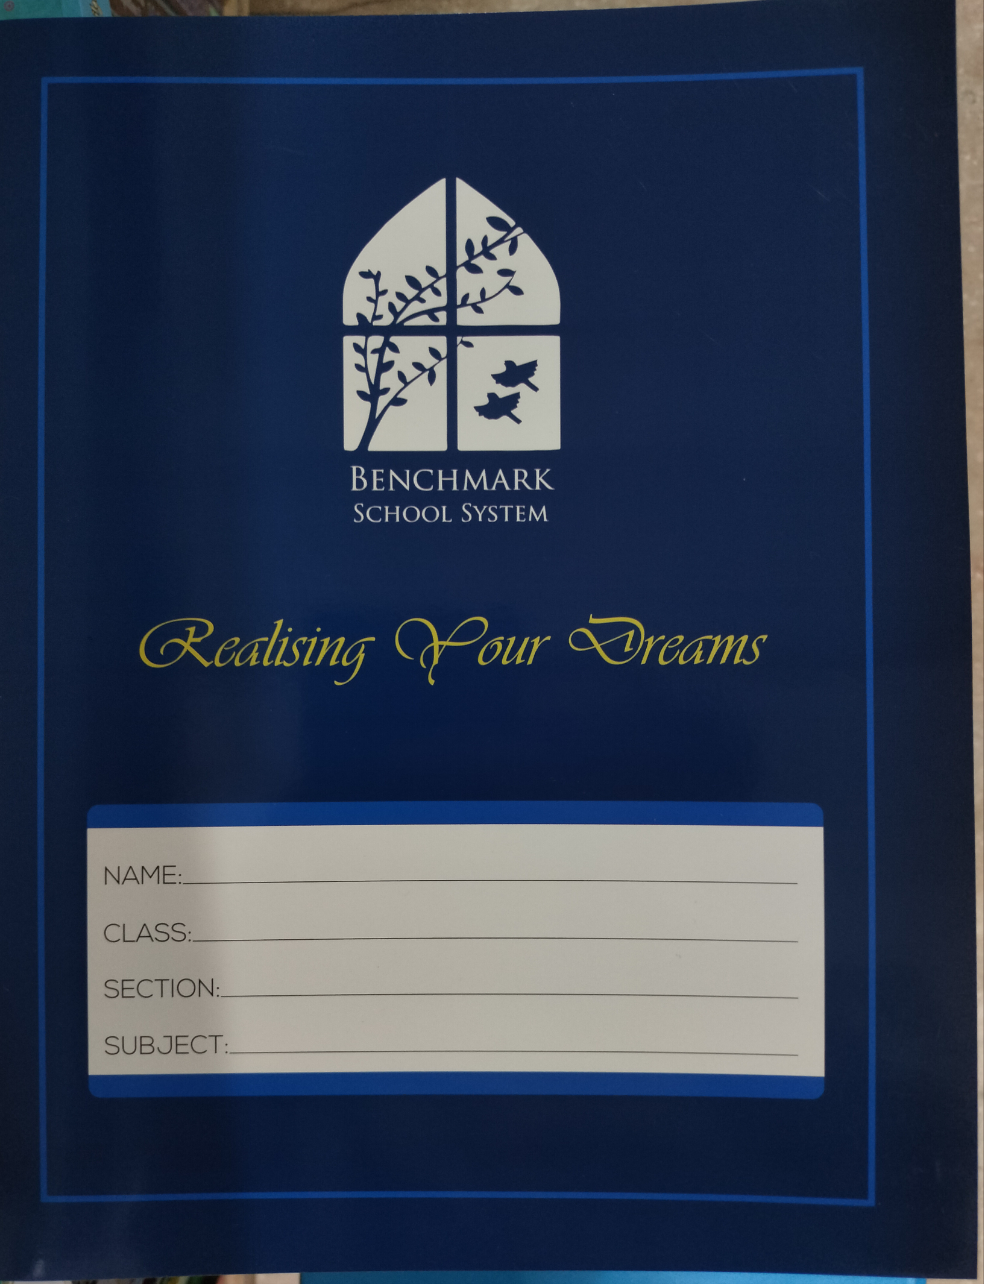 BENCHMARK
SCHOOL SYSTEM
Realising Your Dreams
NAME:
CLASS:
SECTION:
SUBJECT: